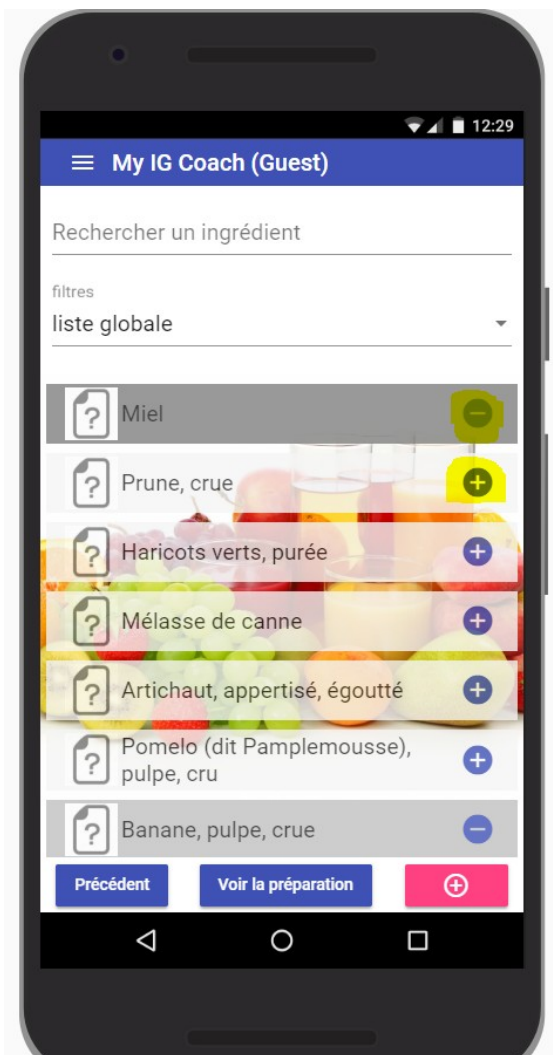 12:29
My IG Coach (Guest)
Rechercher un ingrédient
filtres
liste globale
Miel
Prune, crue
Haricots verts, purée
Mélasse de canne
Artichaut, appertisé, égoutté
Pomelo (dit Pamplemousse),
pulpe, cru
Banane, pulpe, crue
Précédent Voir la préparation